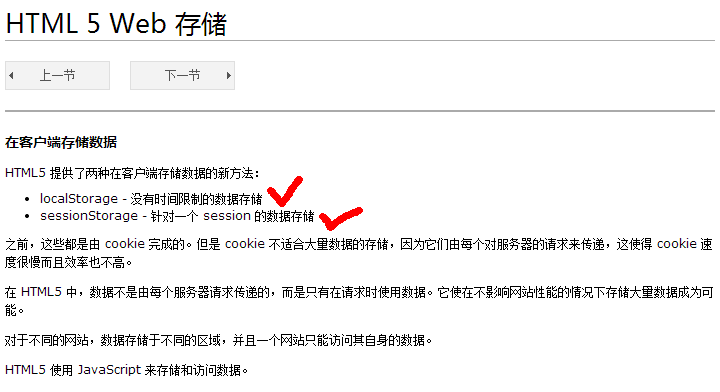 HTML 5 Web 存储
上一节
下一节
在客户端存储数据
HTML5 提供了两种在客户端存储数据的新方法：
localStorage - 没有时间限制的数据存储
sessionStorage - 针对一个 session 的数据存储
之前，这些都是由 cookie 完成的。但是 cookie 不适合大量数据的存储，因为它们由每个对服务器的请求来传递，这使得 cookie 速
度很慢而且效率也不高。
在 HTML5 中，数据不是由每个服务器请求传递的，而是只有在请求时使用数据。它使在不影响网站性能的情况下存储大量数据成为可
能。
对于不同的网站，数据存储于不同的区域，并且一个网站只能访问其自身的数据。
HTML5 使用 JavaScript 来存储和访问数据。